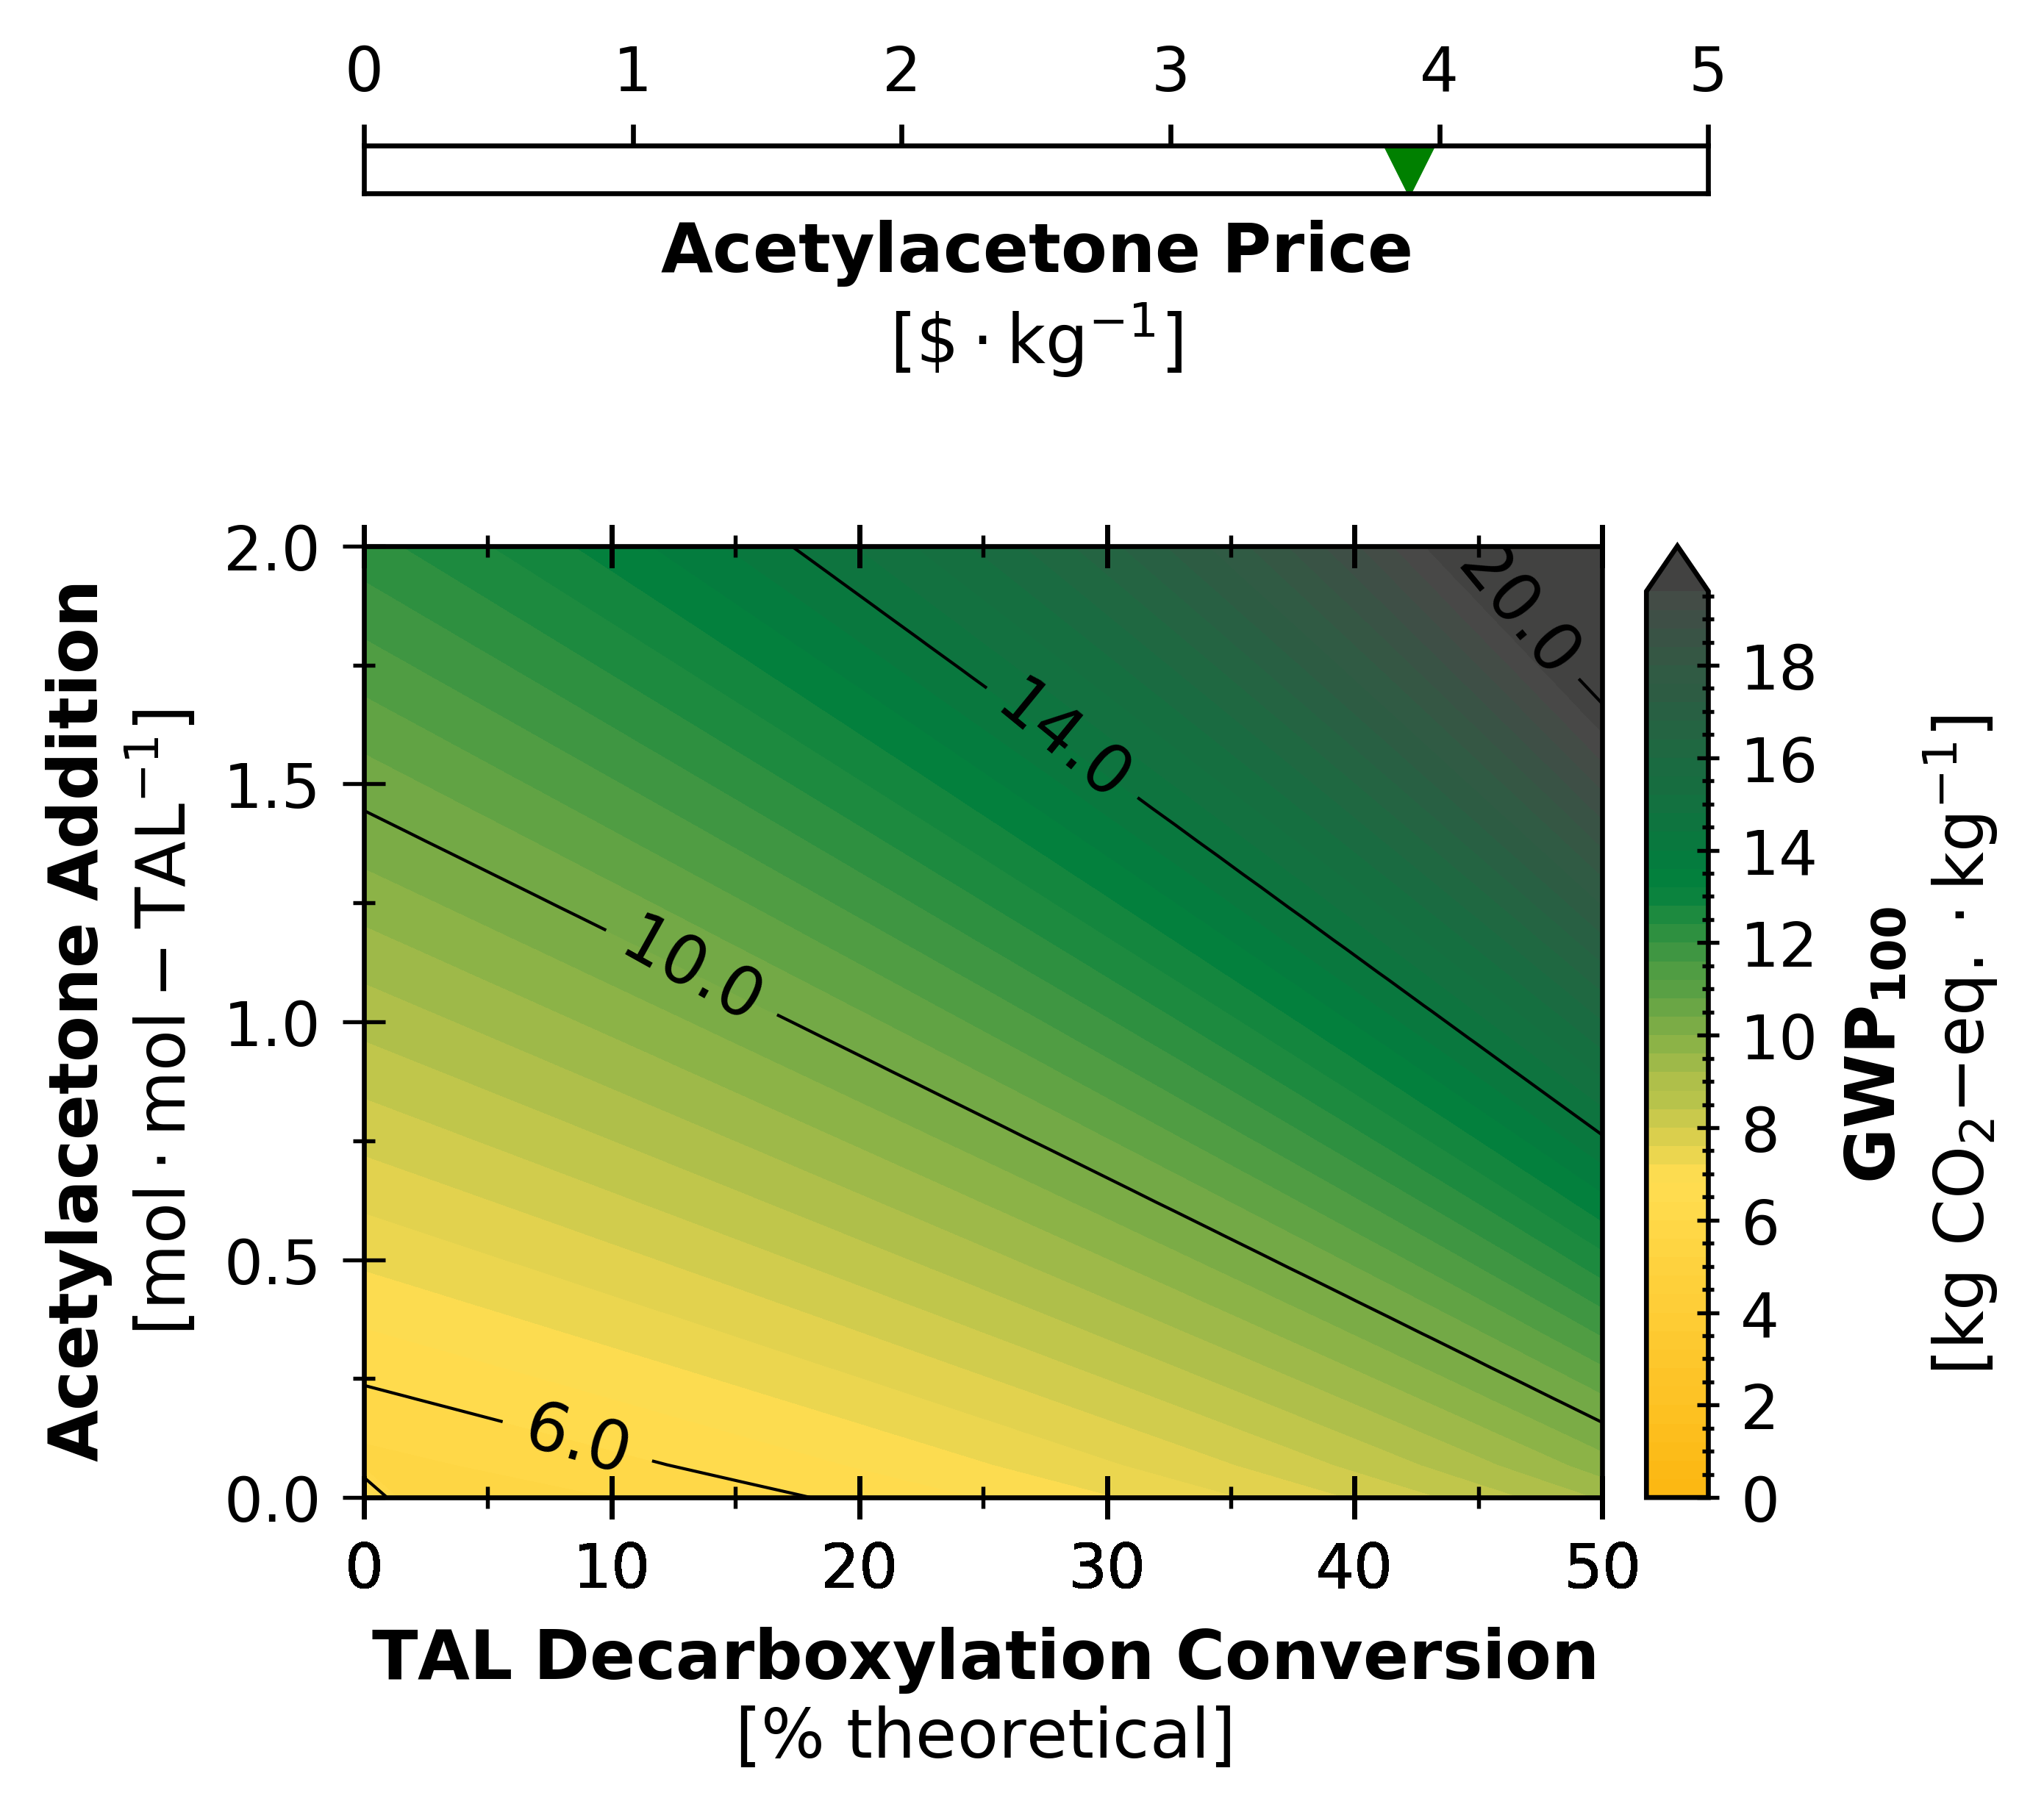 0 1 2 3 4 5
Acetylacetone Price
[$ · kg⁻¹]
Acetylacetone Addition
[mol · mol − TAL⁻¹]
2.0
1.5
1.0
0.5
0.0
20.0
14.0
10.0
6.0
0 10 20 30 40 50
TAL Decarboxylation Conversion
[% theoretical]
18
16
14
12
10
8
6
4
2
0
GWP₁₀₀
[kg CO₂−eq. · kg⁻¹]